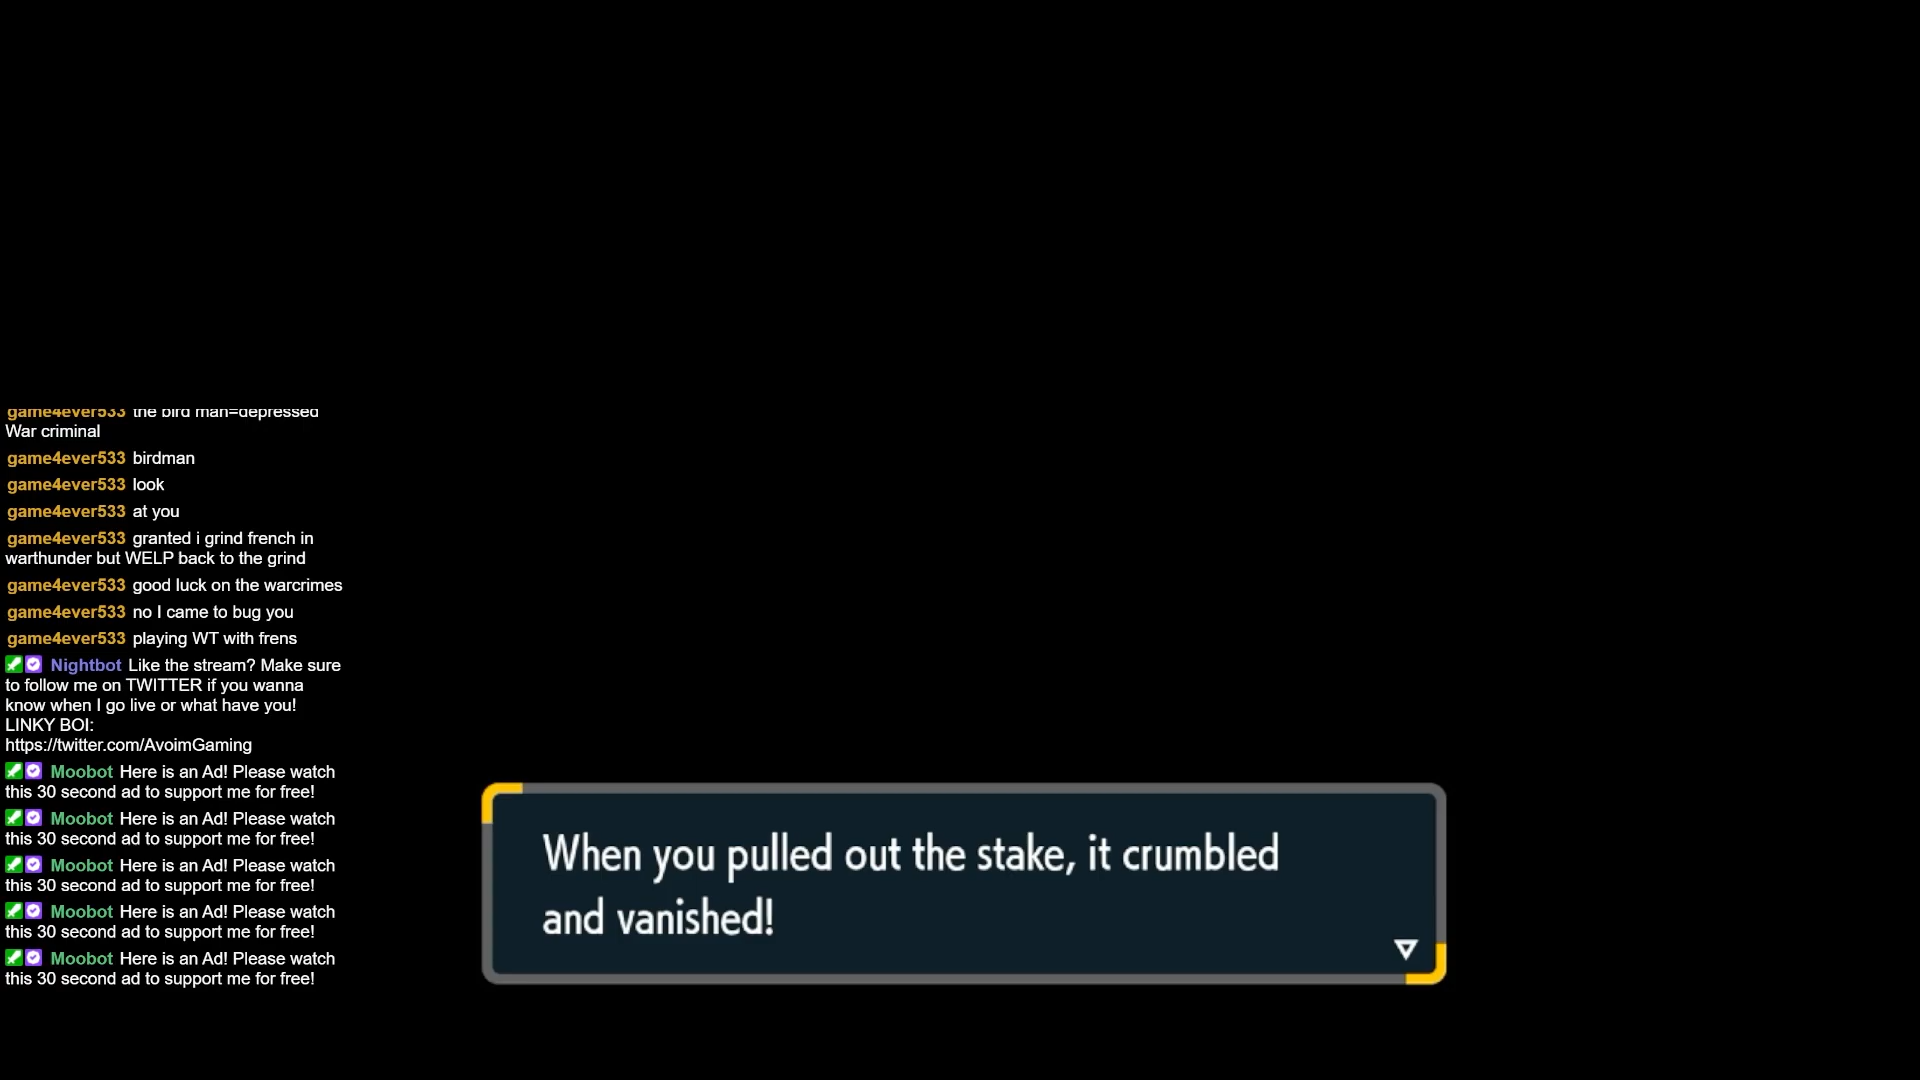 game4ever533 the bird man=depressed
War criminal
game4ever533 birdman
game4ever533 look
game4ever533 at you
game4ever533 granted i grind french in
warthunder but WELP back to the grind
game4ever533 good luck on the warcrimes
game4ever533 no I came to bug you
game4ever533 playing WT with frens
Nightbot Like the stream? Make sure
to follow me on TWITTER if you wanna
know when I go live or what have you!
LINKY BOI:
https://twitter.com/AvoimGaming
Moobot Here is an Ad! Please watch
this 30 second ad to support me for free!
Moobot Here is an Ad! Please watch
this 30 second ad to support me for free!
Moobot Here is an Ad! Please watch
this 30 second ad to support me for free!
Moobot Here is an Ad! Please watch
this 30 second ad to support me for free!
Moobot Here is an Ad! Please watch
this 30 second ad to support me for free!
When you pulled out the stake, it crumbled
and vanished!